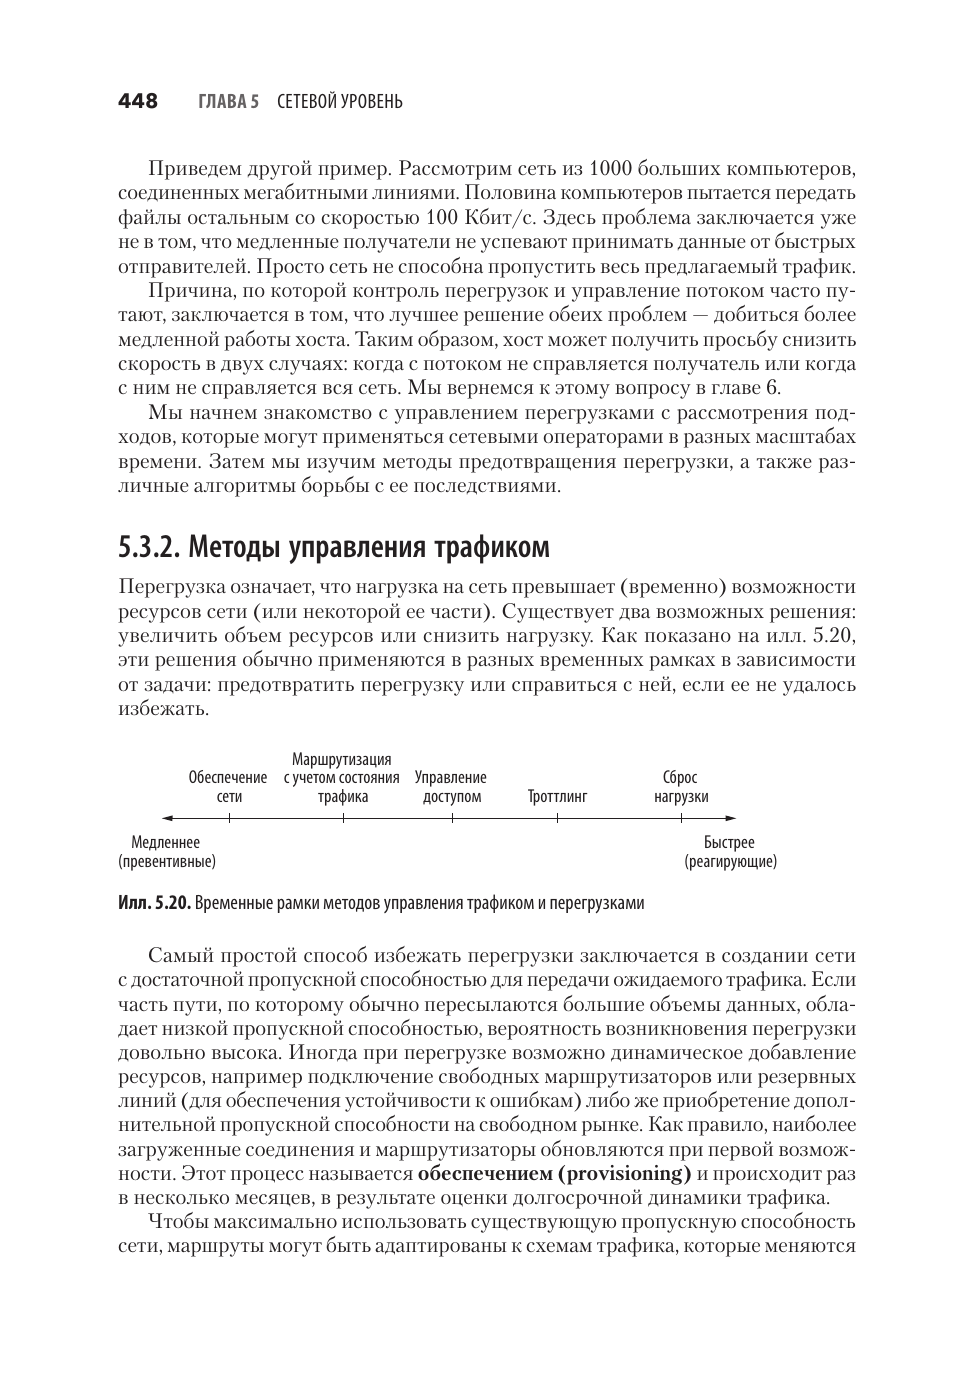 448 ГЛАВА 5 СЕТЕВОЙ УРОВЕНЬ
Приведем другой пример. Рассмотрим сеть из 1000 больших компьютеров,
соединенных мегабитными линиями. Половина компьютеров пытается передать
файлы остальным со скоростью 100 Кбит/с. Здесь проблема заключается уже
не в том, что медленные получатели не успевают принимать данные от быстрых
отправителей. Просто сеть не способна пропустить весь предлагаемый трафик.
Причина, по которой контроль перегрузок и управление потоком часто пу-
тают, заключается в том, что лучшее решение обеих проблем — добиться более
медленной работы хоста. Таким образом, хост может получить просьбу снизить
скорость в двух случаях: когда с потоком не справляется получатель или когда
с ним не справляется вся сеть. Мы вернемся к этому вопросу в главе 6.
Мы начнем знакомство с управлением перегрузками с рассмотрения под-
ходов, которые могут применяться сетевыми операторами в разных масштабах
времени. Затем мы изучим методы предотвращения перегрузки, а также раз-
личные алгоритмы борьбы с ее последствиями.
5.3.2. Методы управления трафиком
Перегрузка означает, что нагрузка на сеть превышает (временно) возможности
ресурсов сети (или некоторой ее части). Существует два возможных решения:
увеличить объем ресурсов или снизить нагрузку. Как показано на илл. 5.20,
эти решения обычно применяются в разных временных рамках в зависимости
от задачи: предотвратить перегрузку или справиться с ней, если ее не удалось
избежать.
Обеспечение
сети
Маршрутизация
с учетом состояния
трафика
Управление
доступом
Троттлинг
Сброс
нагрузки
Медленнее
(превентивные)
Быстрее
(реагирующие)
Илл. 5.20. Временные рамки методов управления трафиком и перегрузками
Самый простой способ избежать перегрузки заключается в создании сети
с достаточной пропускной способностью для передачи ожидаемого трафика. Если
часть пути, по которому обычно пересылаются большие объемы данных, обла-
дает низкой пропускной способностью, вероятность возникновения перегрузки
довольно высока. Иногда при перегрузке возможно динамическое добавление
ресурсов, например подключение свободных маршрутизаторов или резервных
линий (для обеспечения устойчивости к ошибкам) либо же приобретение допол-
нительной пропускной способности на свободном рынке. Как правило, наиболее
загруженные соединения и маршрутизаторы обновляются при первой возмож-
ности. Этот процесс называется обеспечением (provisioning) и происходит раз
в несколько месяцев, в результате оценки долгосрочной динамики трафика.
Чтобы максимально использовать существующую пропускную способность
сети, маршруты могут быть адаптированы к схемам трафика, которые меняются